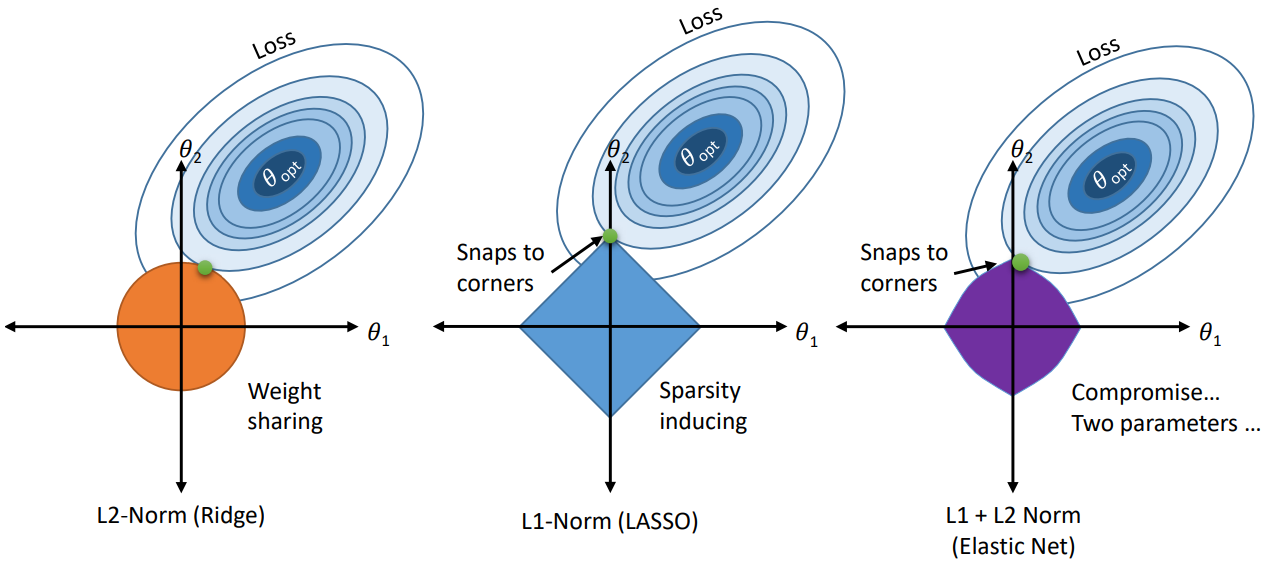 Loss
θ2
θ opt
θ1
Weight
sharing
L2-Norm (Ridge)
Loss
θ2
θ opt
Snaps to
corners
θ1
Sparsity
inducing
L1-Norm (LASSO)
Loss
θ2
θ opt
Snaps to
corners
θ1
Compromise…
Two parameters …
L1 + L2 Norm
(Elastic Net)